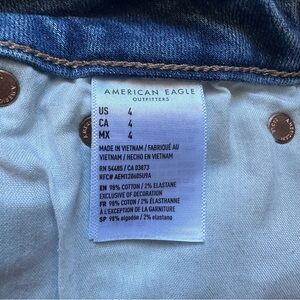 AMERICAN EAGLE
OUTFITTERS
US 4
CA 4
MX 4
MADE IN VIETNAM / FABRIQUÉ AU
VIETNAM / HECHO EN VIETNAM
RN 54485 / CA 03873
RFC# AEM120605U9A
EN 98% COTTON / 2% ELASTANE
EXCLUSIVE OF DECORATION
FR 98% COTON / 2% ÉLASTHANNE
À L'EXCEPTION DE LA GARNITURE
SP 98% algodón / 2% elastano